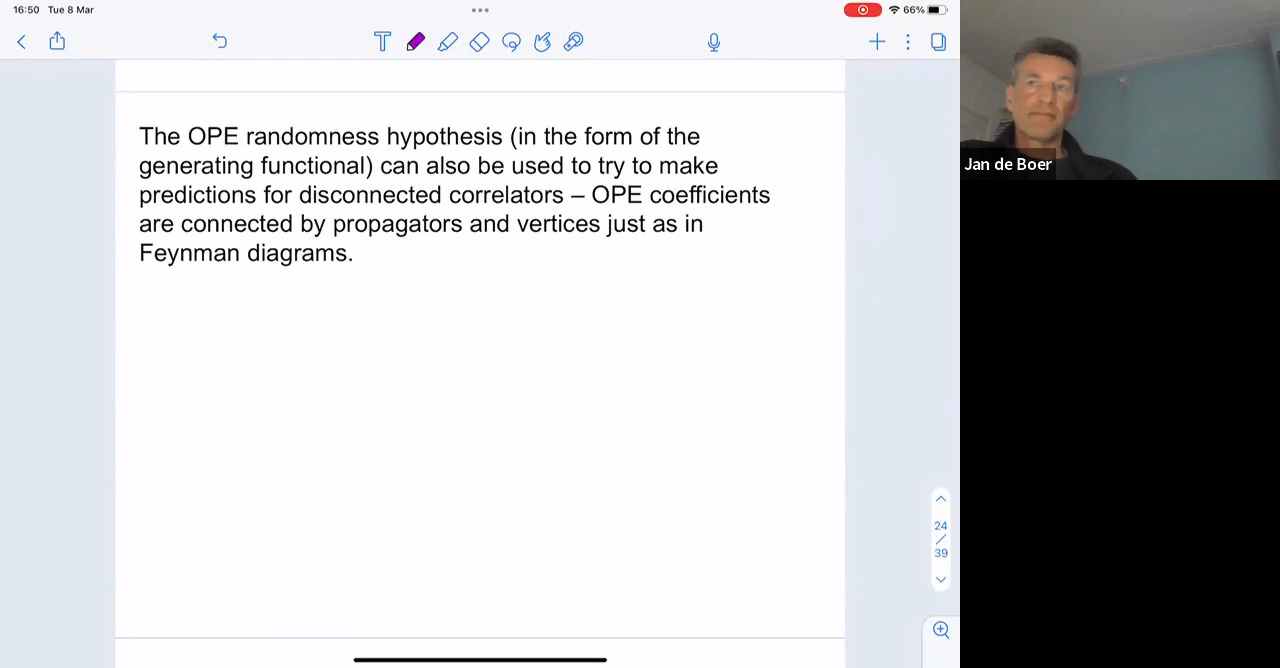 16:50 Tue 8 Mar
66%
The OPE randomness hypothesis (in the form of the
generating functional) can also be used to try to make
predictions for disconnected correlators – OPE coefficients
are connected by propagators and vertices just as in
Feynman diagrams.
Jan de Boer
24
39